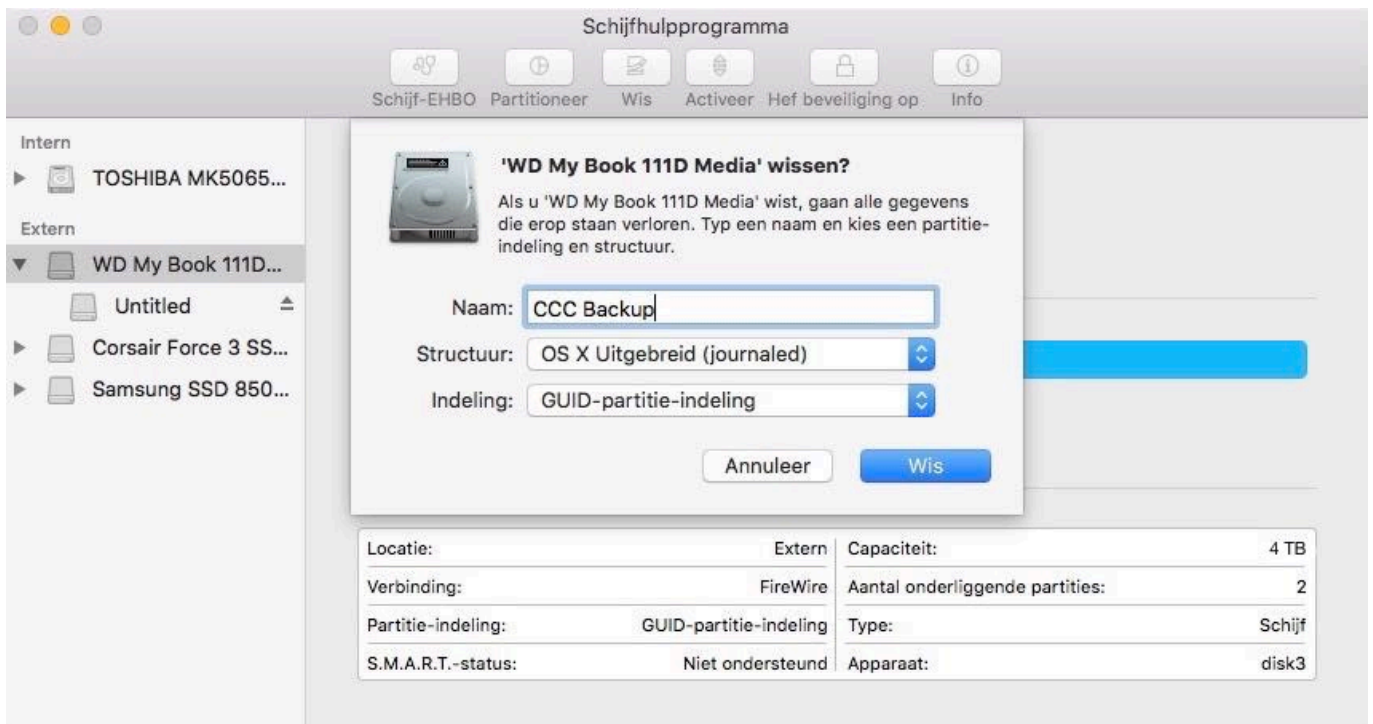 Schijfhulpprogramma
Schijf-EHBO Partitioneer Wis Activeer Hef beveiliging op Info
Intern
TOSHIBA MK5065...
Extern
WD My Book 111D...
Untitled
Corsair Force 3 SS...
Samsung SSD 850...
'WD My Book 111D Media' wissen?
Als u 'WD My Book 111D Media' wist, gaan alle gegevens
die erop staan verloren. Typ een naam en kies een partitie-
indeling en structuur.
Naam: CCC Backup
Structuur: OS X Uitgebreid (journaled)
Indeling: GUID-partitie-indeling
Annuleer Wis
Locatie: Extern Capaciteit: 4 TB
Verbinding: FireWire Aantal onderliggende partities: 2
Partitie-indeling: GUID-partitie-indeling Type: Schijf
S.M.A.R.T.-status: Niet ondersteund Apparaat: disk3